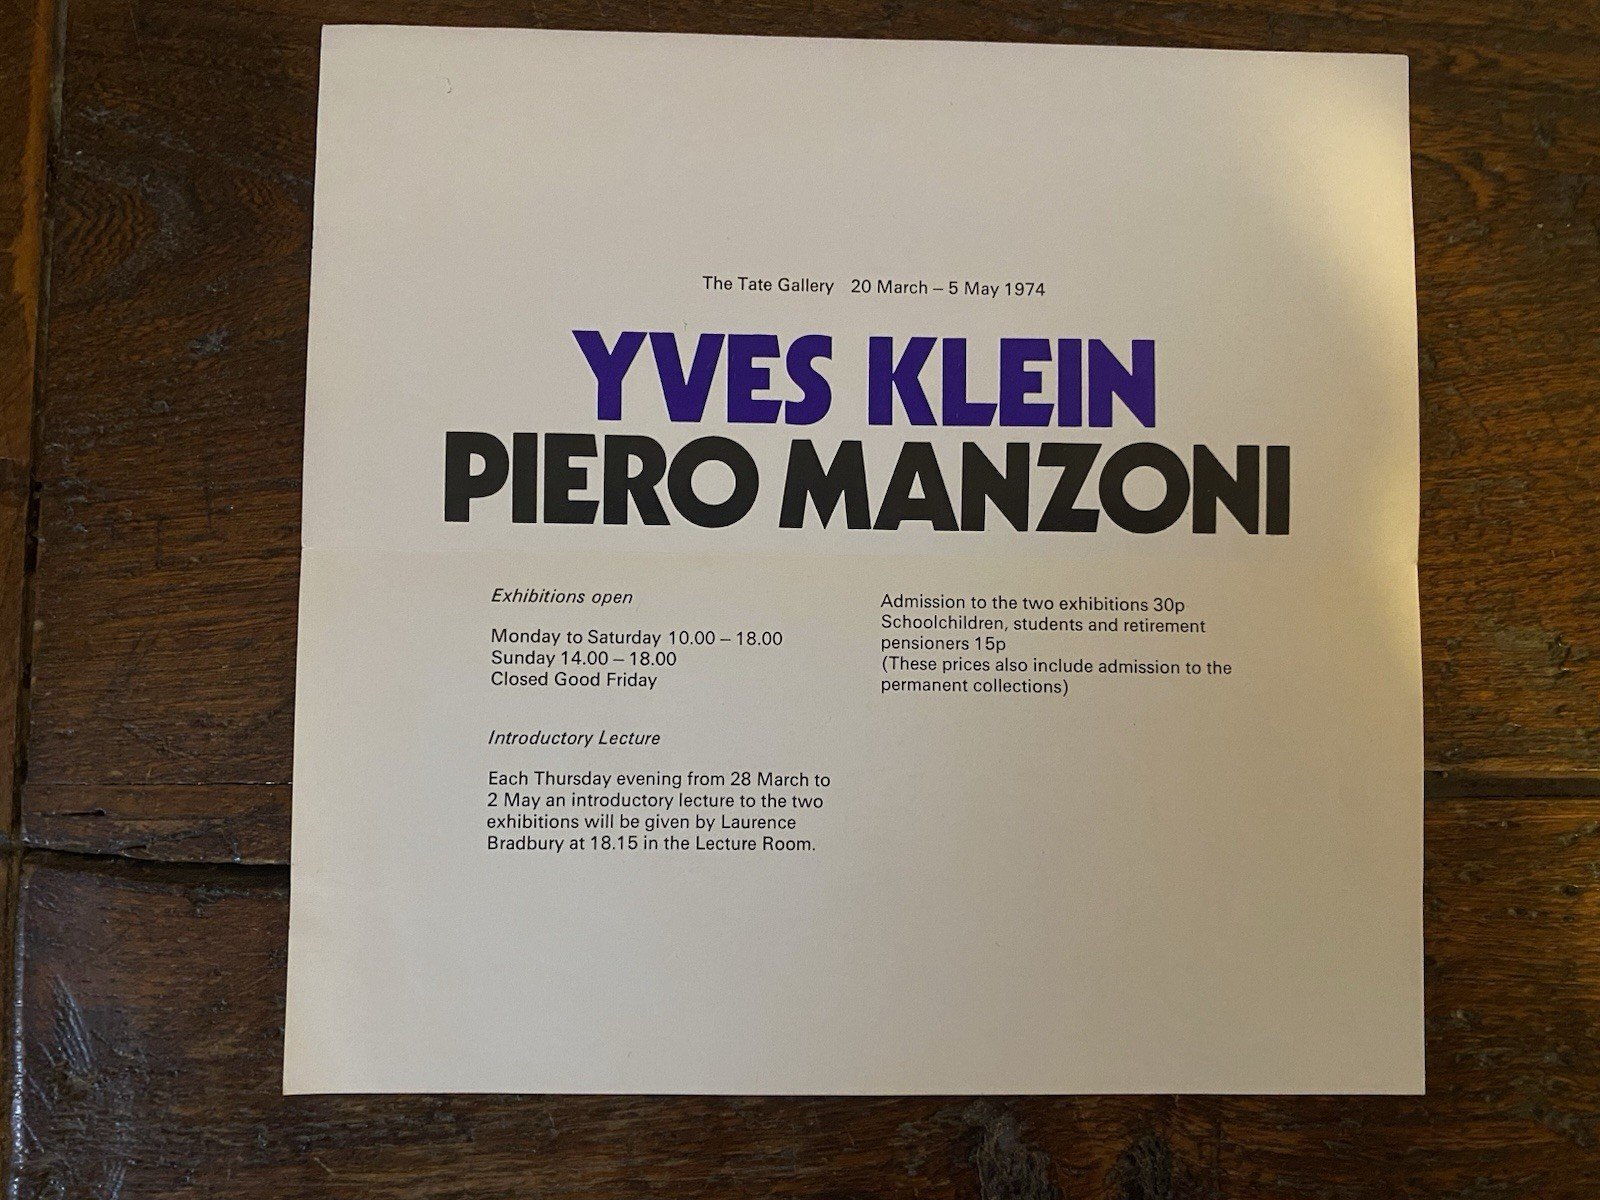 The Tate Gallery 20 March – 5 May 1974
YVES KLEIN
PIERO MANZONI
Exhibitions open
Monday to Saturday 10.00 – 18.00
Sunday 14.00 – 18.00
Closed Good Friday
Introductory Lecture
Each Thursday evening from 28 March to
2 May an introductory lecture to the two
exhibitions will be given by Laurence
Bradbury at 18.15 in the Lecture Room.
Admission to the two exhibitions 30p
Schoolchildren, students and retirement
pensioners 15p
(These prices also include admission to the
permanent collections)